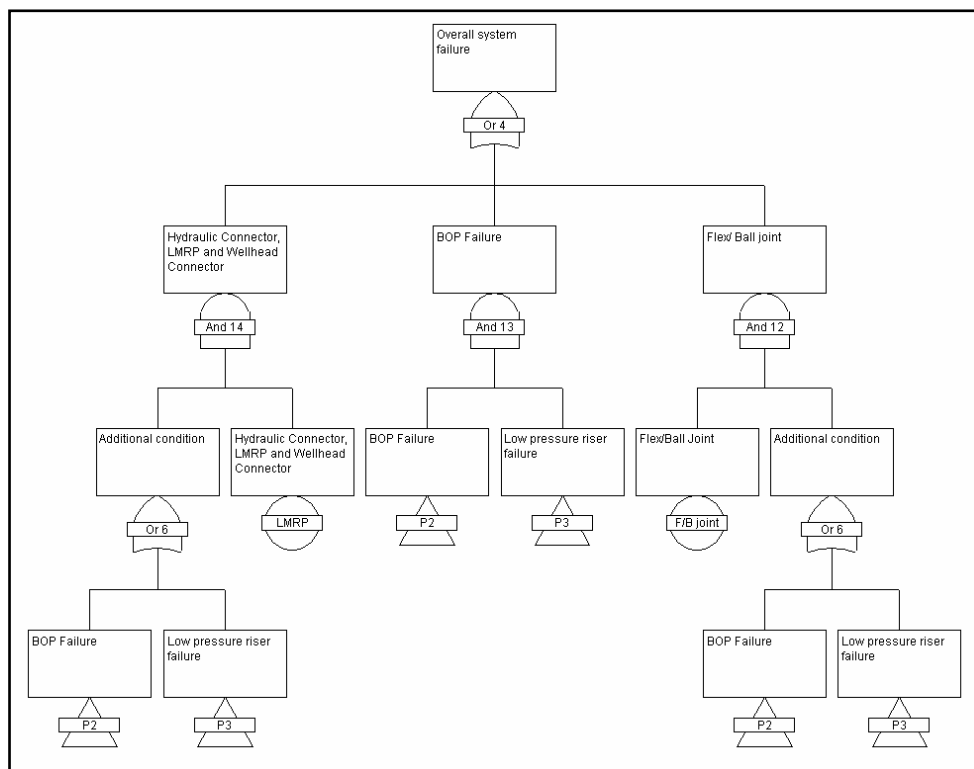 Overall system
failure
Or 4
Hydraulic Connector,
LMRP and Wellhead
Connector
BOP Failure
Flex/ Ball joint
And 14
And 13
And 12
Additional condition
Hydraulic Connector,
LMRP and Wellhead
Connector
BOP Failure
Low pressure riser
failure
Flex/Ball Joint
Additional condition
Or 6
LMRP
P2
P3
F/B joint
Or 6
BOP Failure
Low pressure riser
failure
BOP Failure
Low pressure riser
failure
P2
P3
P2
P3